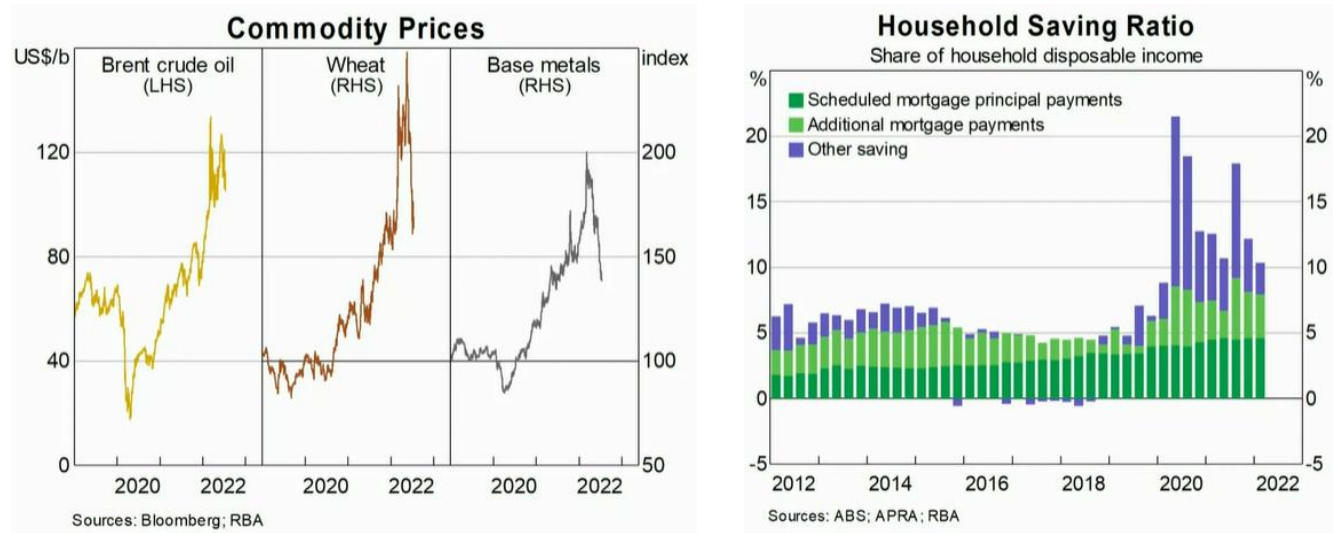 Commodity Prices
US$/b
index
Brent crude oil
(LHS)
Wheat
(RHS)
Base metals
(RHS)
120
200
80
150
40
100
0
50
2020
2022
2020
2022
2020
2022
Sources: Bloomberg; RBA
Household Saving Ratio
Share of household disposable income
%
%
Scheduled mortgage principal payments
Additional mortgage payments
Other saving
20
20
15
15
10
10
5
5
0
0
-5
-5
2012
2014
2016
2018
2020
2022
Sources: ABS; APRA; RBA